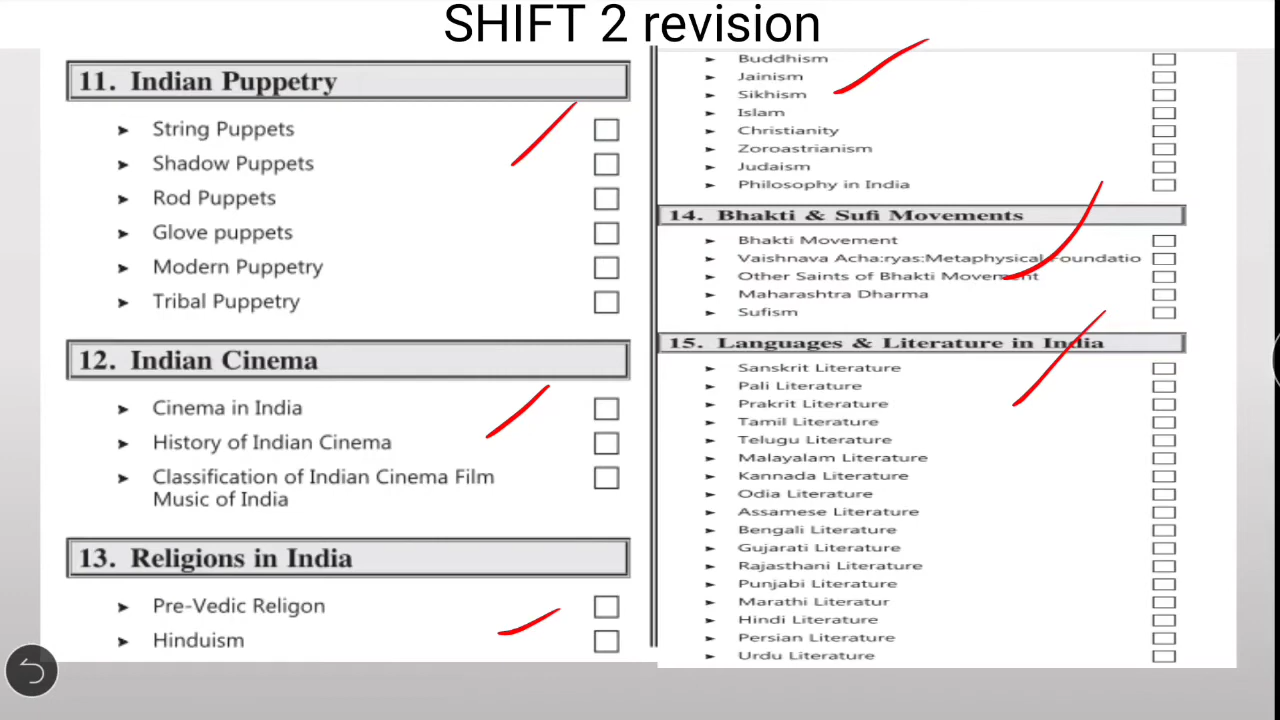 SHIFT 2 revision
11. Indian Puppetry
➤ String Puppets
➤ Shadow Puppets
➤ Rod Puppets
➤ Glove puppets
➤ Modern Puppetry
➤ Tribal Puppetry
12. Indian Cinema
➤ Cinema in India
➤ History of Indian Cinema
➤ Classification of Indian Cinema Film
Music of India
13. Religions in India
➤ Pre-Vedic Religon
➤ Hinduism
► Buddhism
► Jainism
► Sikhism
► Islam
► Christianity
► Zoroastrianism
► Judaism
► Philosophy in India
14. Bhakti & Sufi Movements
► Bhakti Movement
► Vaishnava Acha:ryas:Metaphysical Foundatio
► Other Saints of Bhakti Movement
► Maharashtra Dharma
► Sufism
15. Languages & Literature in India
► Sanskrit Literature
► Pali Literature
► Prakrit Literature
► Tamil Literature
► Telugu Literature
► Malayalam Literature
► Kannada Literature
► Odia Literature
► Assamese Literature
► Bengali Literature
► Gujarati Literature
► Rajasthani Literature
► Punjabi Literature
► Marathi Literatur
► Hindi Literature
► Persian Literature
► Urdu Literature